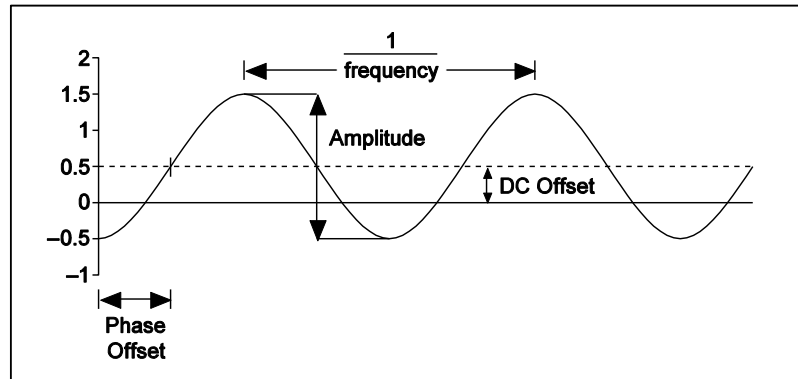 1
frequency
2
1.5
1
0.5
0
–0.5
–1
Amplitude
DC Offset
Phase
Offset